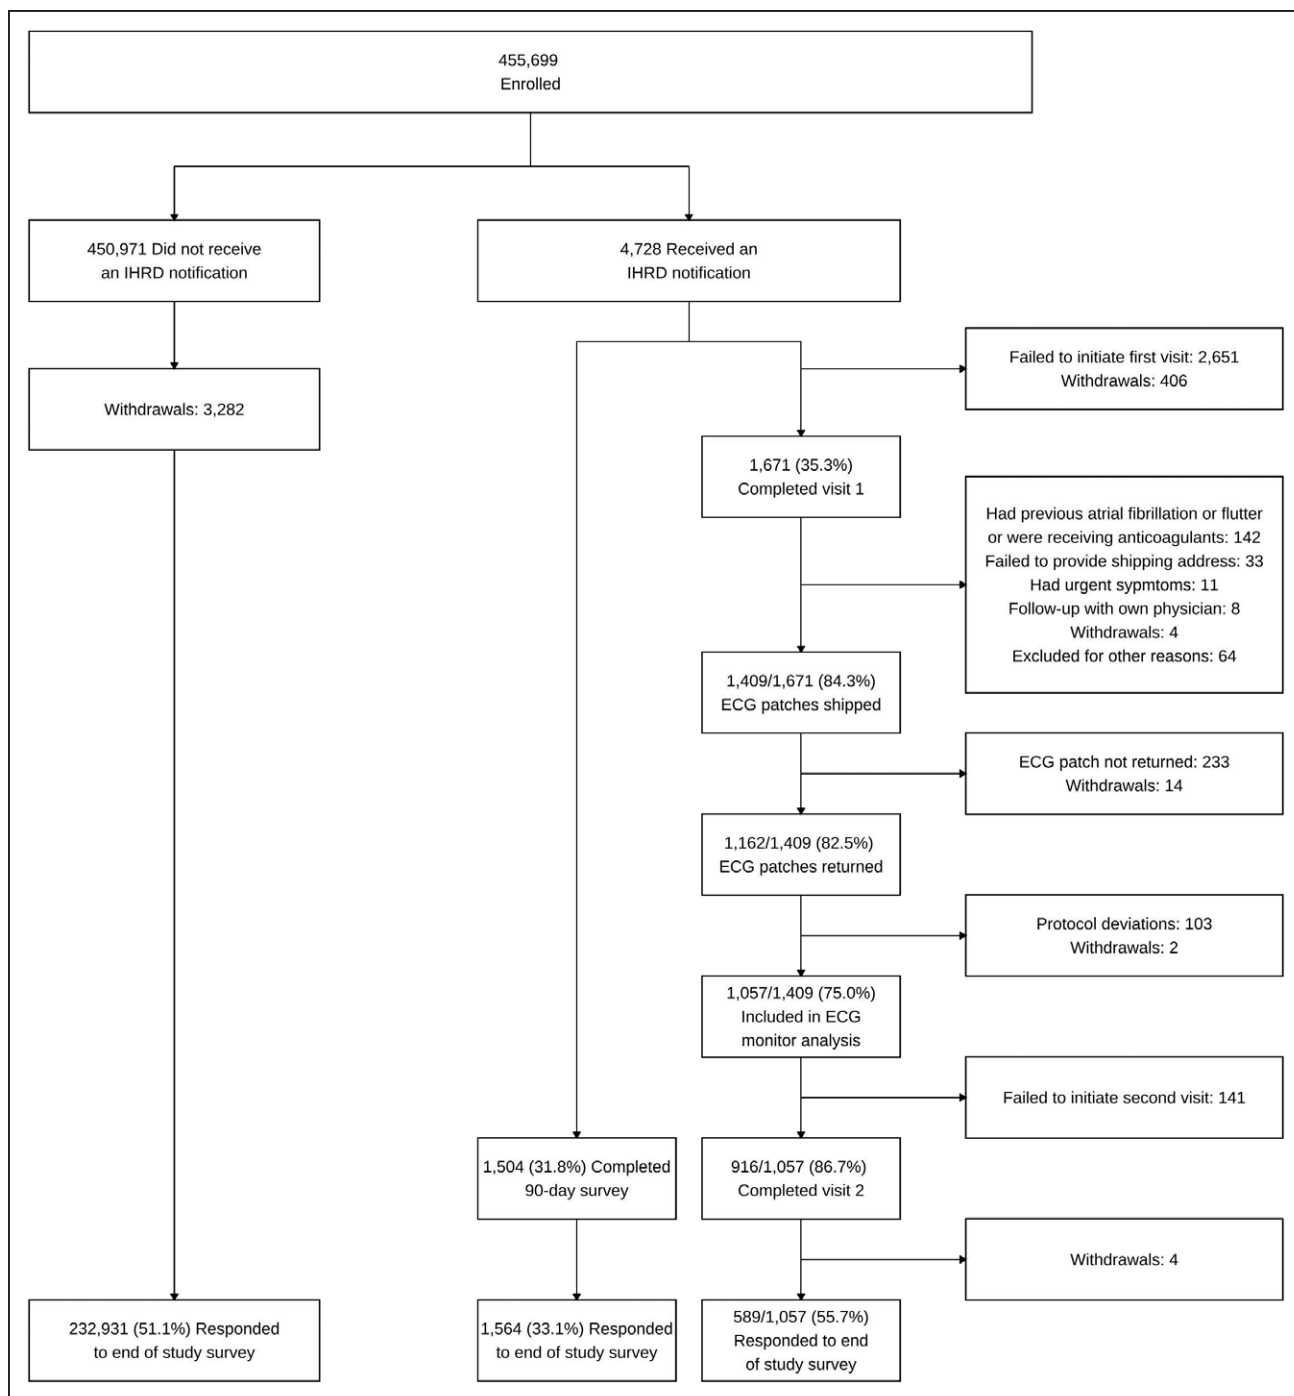 455,699
Enrolled
450,971 Did not receive
an IHRD notification
4,728 Received an
IHRD notification
Failed to initiate first visit: 2,651
Withdrawals: 406
Withdrawals: 3,282
1,671 (35.3%)
Completed visit 1
Had previous atrial fibrillation or flutter
or were receiving anticoagulants: 142
Failed to provide shipping address: 33
Had urgent sypmtoms: 11
Follow-up with own physician: 8
Withdrawals: 4
Excluded for other reasons: 64
1,409/1,671 (84.3%)
ECG patches shipped
ECG patch not returned: 233
Withdrawals: 14
1,162/1,409 (82.5%)
ECG patches returned
Protocol deviations: 103
Withdrawals: 2
1,057/1,409 (75.0%)
Included in ECG
monitor analysis
Failed to initiate second visit: 141
1,504 (31.8%) Completed
90-day survey
916/1,057 (86.7%)
Completed visit 2
Withdrawals: 4
232,931 (51.1%) Responded
to end of study survey
1,564 (33.1%) Responded
to end of study survey
589/1,057 (55.7%)
Responded to end
of study survey